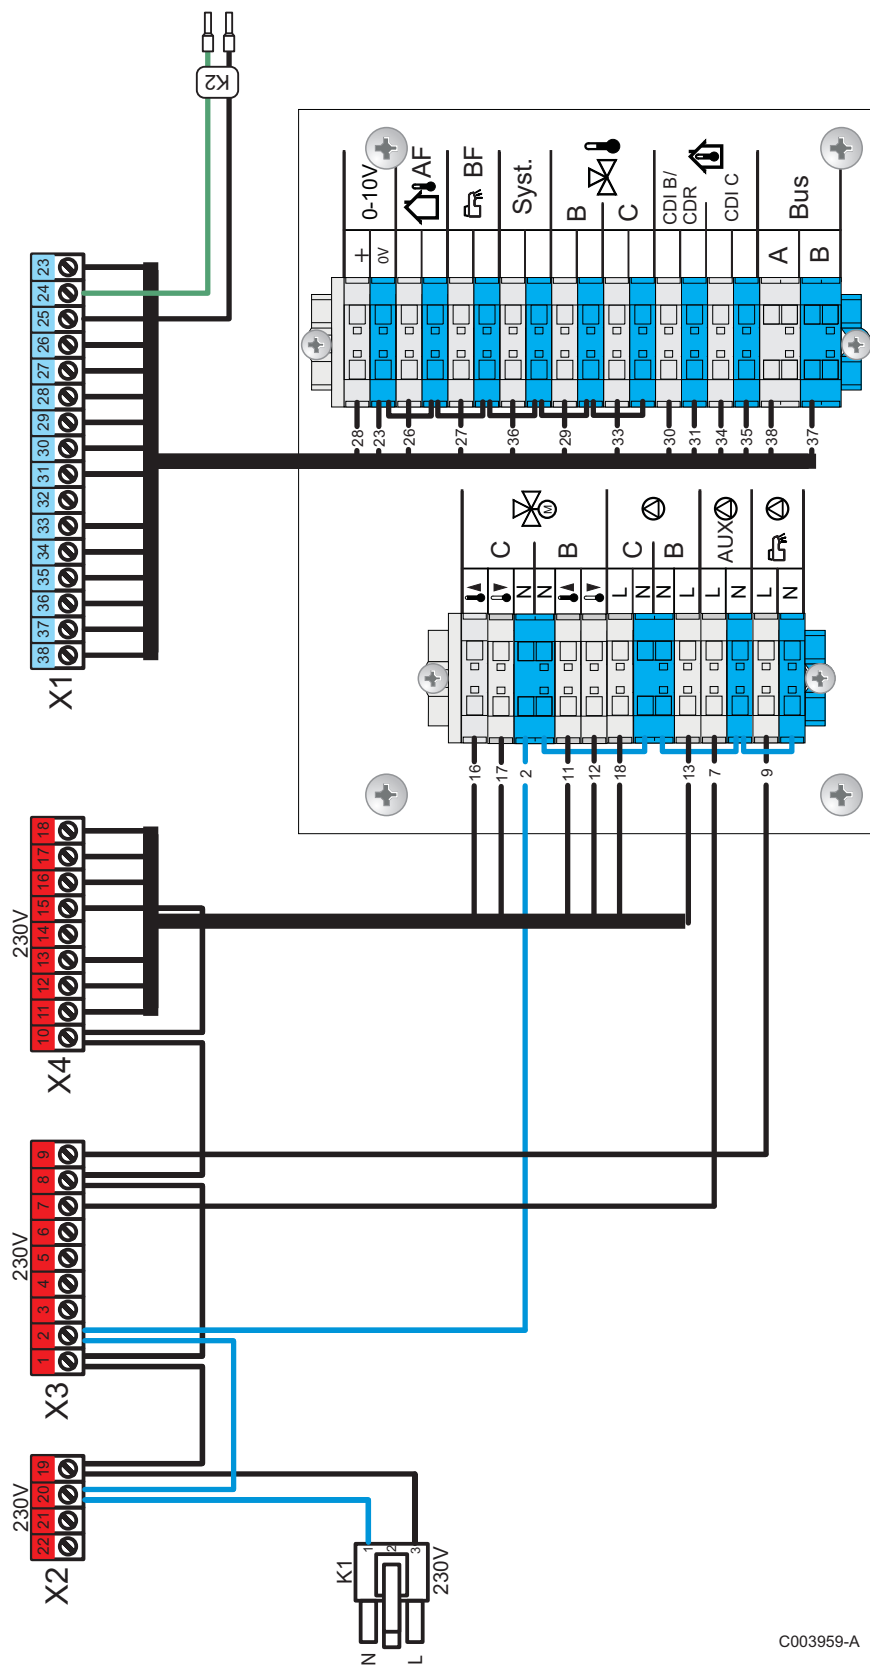 K2
23
24
25
26
27
28
29
30
31
32
33
34
35
36
37
38
X1
0-10V
+
0V
AF
BF
Syst.
B
C
CDI B/
CDR
CDI C
Bus
A
B
28
23
26
27
36
29
33
30
31
34
35
38
37
C
B
C
B
AUX
M
N
N
L
N
N
L
L
N
L
N
16
17
2
11
12
18
13
7
9
230V
18
17
16
15
14
13
12
11
10
X4
230V
9
8
7
6
5
4
3
2
1
X3
230V
19
20
21
22
X2
K1
1
2
3
230V
N
L
C003959-A